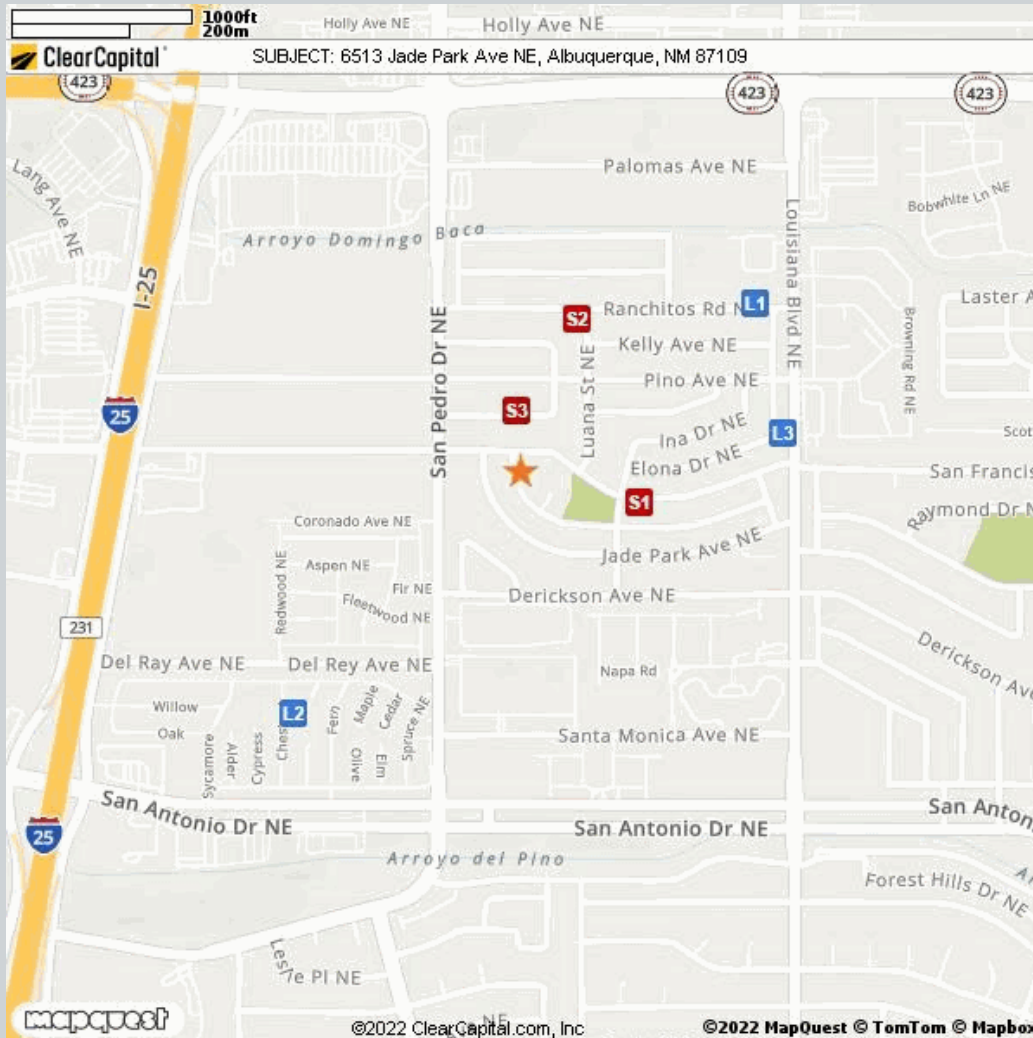 1000ft
200m
Holly Ave NE
Holly Ave NE
ClearCapital
SUBJECT: 6513 Jade Park Ave NE, Albuquerque, NM 87109
423
423
423
Palomas Ave NE
Lang Ave NE
Bobwhite Ln NE
Louisiana Blvd NE
Arroyo Domingo Baca
I-25
Laster A
L1
Ranchitos Rd N
S2
San Pedro Dr NE
Browning Rd NE
Kelly Ave NE
Luana St NE
Pino Ave NE
25
S3
Ina Dr NE
L3
Scot
Elona Dr NE
San Francis
S1
Raymond Dr N
Coronado Ave NE
Jade Park Ave NE
Redwood NE
Aspen NE
Fir NE
Derickson Ave NE
Fleetwood NE
231
Derickson Ave
Del Ray Ave NE
Del Rey Ave NE
Napa Rd
Willow
L2
Fern
Maple
Cedar
Spruce NE
Oak
Sycamore
Alder
Cypress
Ches
Olive
Elm
Santa Monica Ave NE
San Antonio Dr NE
San Antonio Dr NE
San Anton
25
Arroyo del Pino
Ar
Forest Hills Dr NE
Leslie Pl NE
NE
mapquest
©2022 ClearCapital.com, Inc
©2022 MapQuest © TomTom © Mapbox